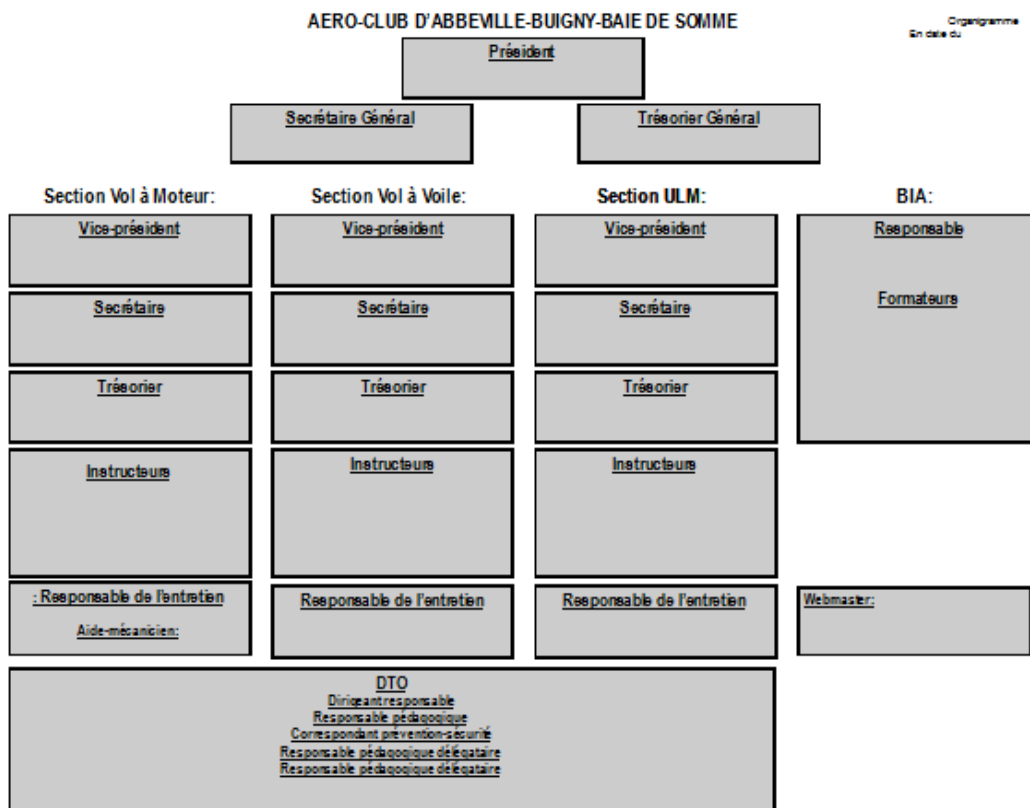 AERO-CLUB D'ABBEVILLE-BUIGNY-BAIE DE SOMME
Organigramme
En date du
Président
Secrétaire Général
Trésorier Général
Section Vol à Moteur:
Section Vol à Voile:
Section ULM:
BIA:
Vice-président
Vice-président
Vice-président
Responsable
Formateurs
Secrétaire
Secrétaire
Secrétaire
Trésorier
Trésorier
Trésorier
Instructeurs
Instructeurs
Instructeurs
: Responsable de l'entretien
Aide-mécanicien:
Responsable de l'entretien
Responsable de l'entretien
Webmaster:
DTO
Dirigeant responsable
Responsable pédagogique
Correspondant prévention-sécurité
Responsable pédagogique délégataire
Responsable pédagogique délégataire